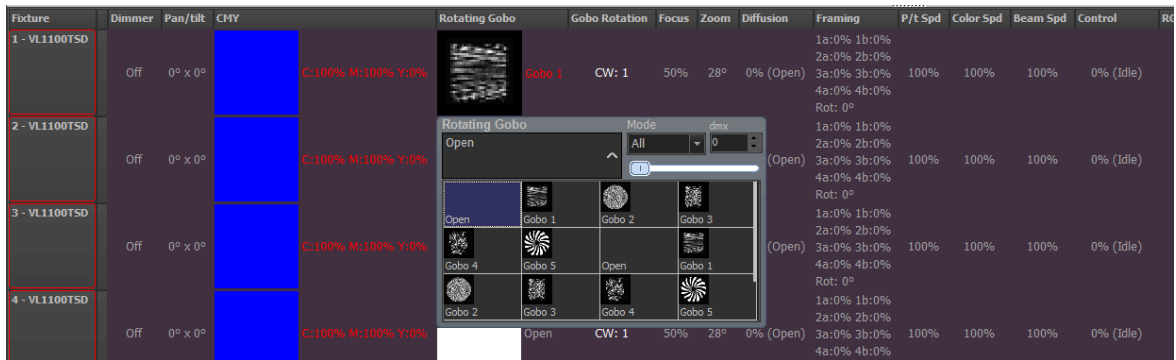 Fixture Dimmer Pan/tilt CMY Rotating Gobo Gobo Rotation Focus Zoom Diffusion Framing P/t Spd Color Spd Beam Spd Control RG
1 - VL1100TSD
1a:0% 1b:0%
2a:0% 2b:0%
Off 0° x 0° C:100% M:100% Y:0% Gobo 1 CW: 1 50% 28° 0% (Open) 3a:0% 3b:0% 100% 100% 100% 0% (Idle)
4a:0% 4b:0%
Rot: 0°
2 - VL1100TSD
Rotating Gobo Mode dmx
Open All 0
1a:0% 1b:0%
2a:0% 2b:0%
Off 0° x 0° C:100% M:100% Y:0% (Open) 3a:0% 3b:0% 100% 100% 100% 0% (Idle)
4a:0% 4b:0%
Rot: 0°
Open Gobo 1 Gobo 2 Gobo 3
3 - VL1100TSD
1a:0% 1b:0%
2a:0% 2b:0%
Off 0° x 0° C:100% M:100% Y:0% (Open) 3a:0% 3b:0% 100% 100% 100% 0% (Idle)
4a:0% 4b:0%
Rot: 0°
Gobo 4 Gobo 5 Open Gobo 1
Gobo 2 Gobo 3 Gobo 4 Gobo 5
4 - VL1100TSD
1a:0% 1b:0%
2a:0% 2b:0%
Off 0° x 0° C:100% M:100% Y:0% Open CW: 1 50% 28° 0% (Open) 3a:0% 3b:0% 100% 100% 100% 0% (Idle)
4a:0% 4b:0%